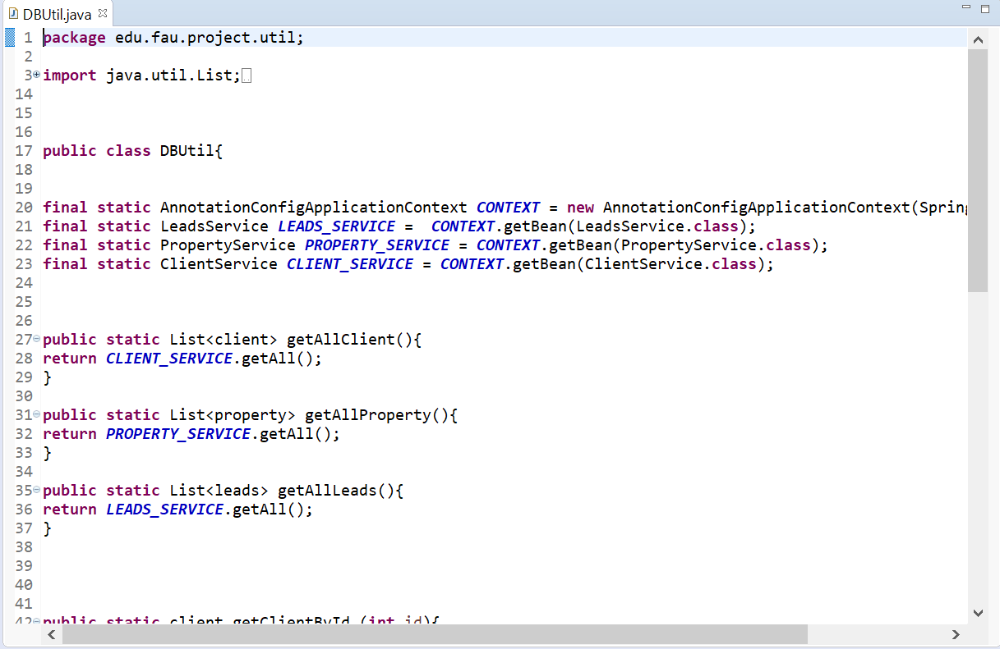 DBUtil.java
1 package edu.fau.project.util;
2
3 import java.util.List;
14
15
16
17 public class DBUtil{
18
19
20 final static AnnotationConfigApplicationContext CONTEXT = new AnnotationConfigApplicationContext(Spring
21 final static LeadsService LEADS_SERVICE =  CONTEXT.getBean(LeadsService.class);
22 final static PropertyService PROPERTY_SERVICE = CONTEXT.getBean(PropertyService.class);
23 final static ClientService CLIENT_SERVICE = CONTEXT.getBean(ClientService.class);
24
25
26
27 public static List<client> getAllClient(){
28 return CLIENT_SERVICE.getAll();
29 }
30
31 public static List<property> getAllProperty(){
32 return PROPERTY_SERVICE.getAll();
33 }
34
35 public static List<leads> getAllLeads(){
36 return LEADS_SERVICE.getAll();
37 }
38
39
40
41
42 public static client getClientById (int id){